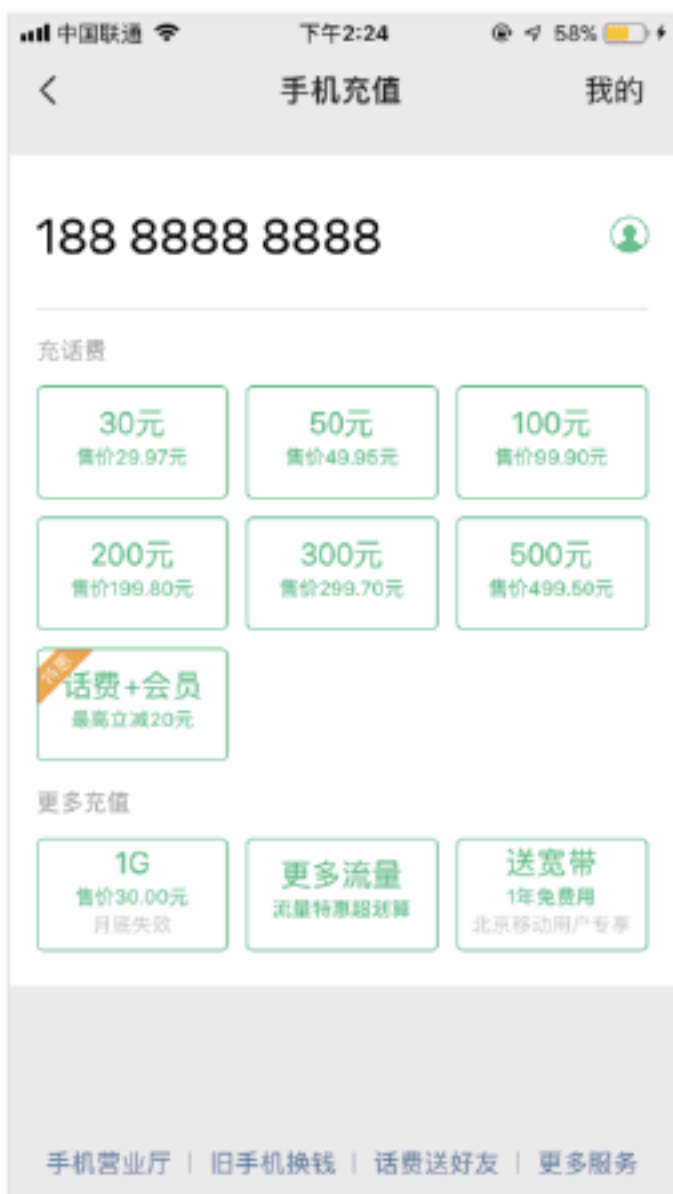 中国联通 下午2:24 58%
手机充值 我的
188 8888 8888
充话费
30元 50元 100元
售价29.97元 售价49.95元 售价99.90元
200元 300元 500元
售价199.80元 售价299.70元 售价499.50元
特惠
话费+会员
最高立减20元
更多充值
1G 更多流量 送宽带
售价30.00元 流量特惠超划算 1年免费用
月底失效 北京移动用户专享
手机营业厅 | 旧手机换钱 | 话费送好友 | 更多服务